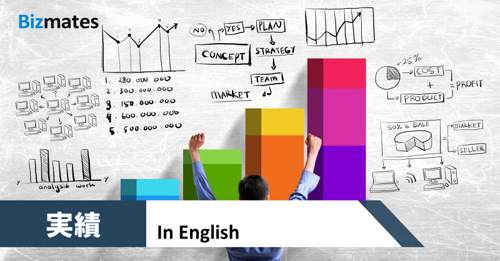 Bizmates
NO
YES
PLAN
CONCEPT
STRATEGY
TEAM
MARKET
1. 280.000.000
2. 300.000.000
3. 150.000.000
4. 600.000.000
5. 500.000.000
Y
analysis work
Y
25%
COST
+
PRODUCT
= PROFIT
50% SALE
MARKET
SELLER
実績
In English